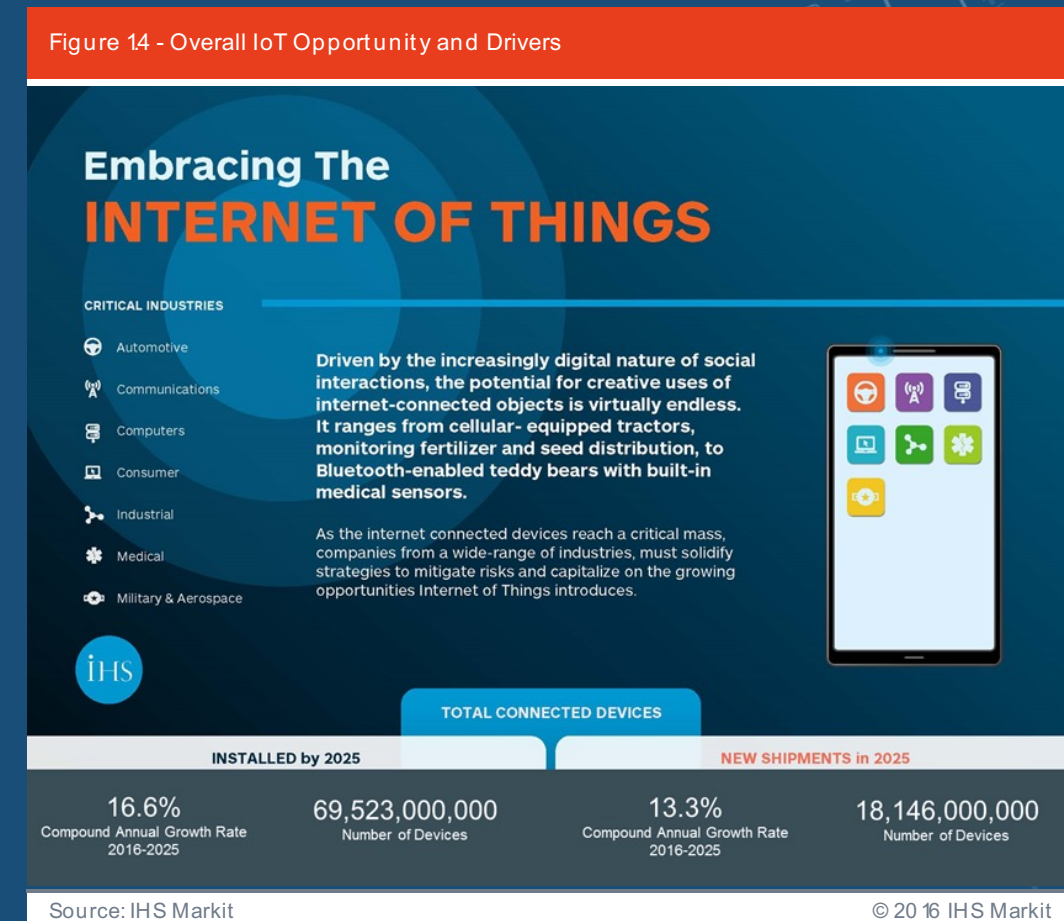 Figure 1.4 - Overall IoT Opportunity and Drivers
Embracing The
INTERNET OF THINGS
CRITICAL INDUSTRIES
Automotive
Communications
Computers
Consumer
Industrial
Medical
Military & Aerospace
Driven by the increasingly digital nature of social
interactions, the potential for creative uses of
internet-connected objects is virtually endless.
It ranges from cellular- equipped tractors,
monitoring fertilizer and seed distribution, to
Bluetooth-enabled teddy bears with built-in
medical sensors.
As the internet connected devices reach a critical mass,
companies from a wide-range of industries, must solidify
strategies to mitigate risks and capitalize on the growing
opportunities Internet of Things introduces.
IHS
TOTAL CONNECTED DEVICES
INSTALLED by 2025
NEW SHIPMENTS in 2025
16.6%
Compound Annual Growth Rate
2016-2025
69,523,000,000
Number of Devices
13.3%
Compound Annual Growth Rate
2016-2025
18,146,000,000
Number of Devices
Source: IHS Markit
© 2016 IHS Markit